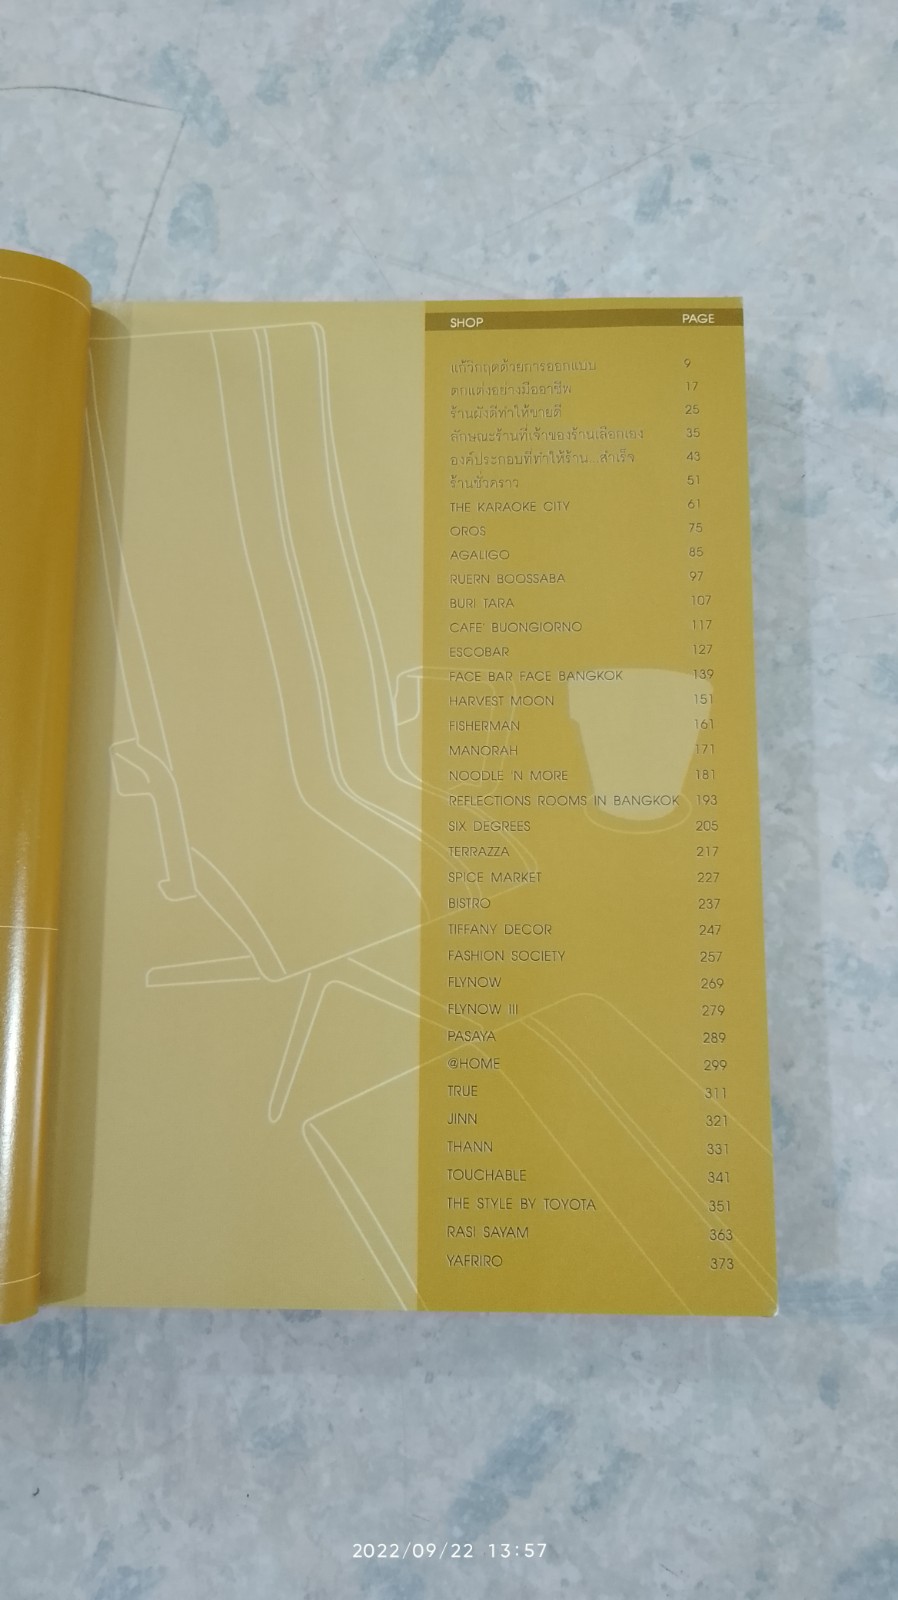 SHOP PAGE
แก้วิกฤตด้วยการออกแบบ 9
ตกแต่งอย่างมืออาชีพ 17
ร้านผังดีทำให้ขายดี 25
ลักษณะร้านที่เจ้าของร้านเลือกเอง 35
องค์ประกอบที่ทำให้ร้าน...สำเร็จ 43
ร้านชั่วคราว 51
THE KARAOKE CITY 61
OROS 75
AGALIGO 85
RUERN BOOSSABA 97
BURI TARA 107
CAFE' BUONGIORNO 117
ESCOBAR 127
FACE BAR FACE BANGKOK 139
HARVEST MOON 151
FISHERMAN 161
MANORAH 171
NOODLE 'N MORE 181
REFLECTIONS ROOMS IN BANGKOK 193
SIX DEGREES 205
TERRAZZA 217
SPICE MARKET 227
BISTRO 237
TIFFANY DECOR 247
FASHION SOCIETY 257
FLYNOW 269
FLYNOW III 279
PASAYA 289
@HOME 299
TRUE 311
JINN 321
THANN 331
TOUCHABLE 341
THE STYLE BY TOYOTA 351
RASI SAYAM 363
YAFRIRO 373
2022/09/22 13:57